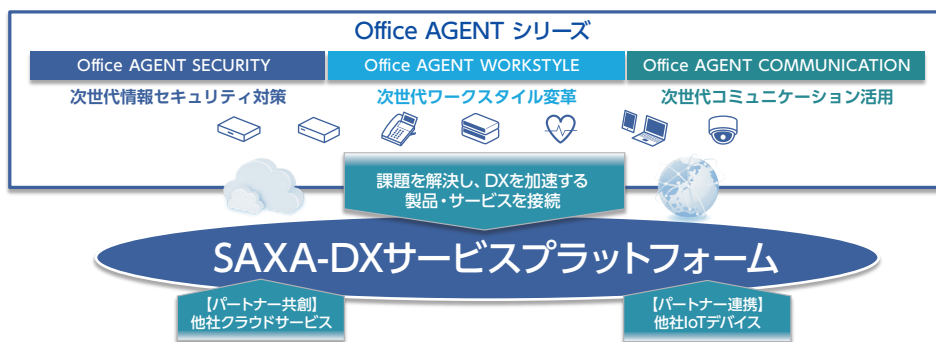 Office AGENT シリーズ
Office AGENT SECURITY
Office AGENT WORKSTYLE
Office AGENT COMMUNICATION
次世代情報セキュリティ対策
次世代ワークスタイル変革
次世代コミュニケーション活用
課題を解決し、DXを加速する
製品・サービスを接続
SAXA-DXサービスプラットフォーム
【パートナー共創】
他社クラウドサービス
【パートナー連携】
他社IoTデバイス